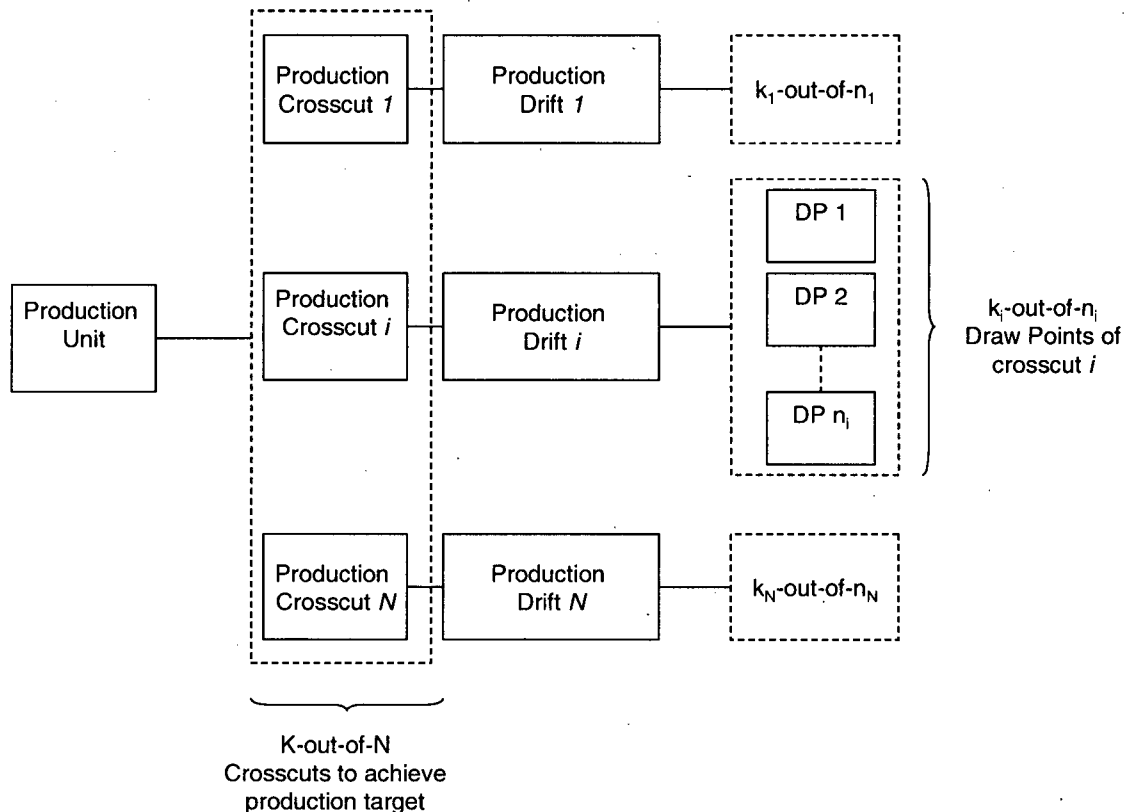 Production
Crosscut 1
Production
Drift 1
k₁-out-of-n₁
Production
Unit
Production
Crosscut i
Production
Drift i
DP 1
DP 2
DP nᵢ
kᵢ-out-of-nᵢ
Draw Points of
crosscut i
Production
Crosscut N
Production
Drift N
k_N-out-of-n_N
K-out-of-N
Crosscuts to achieve
production target